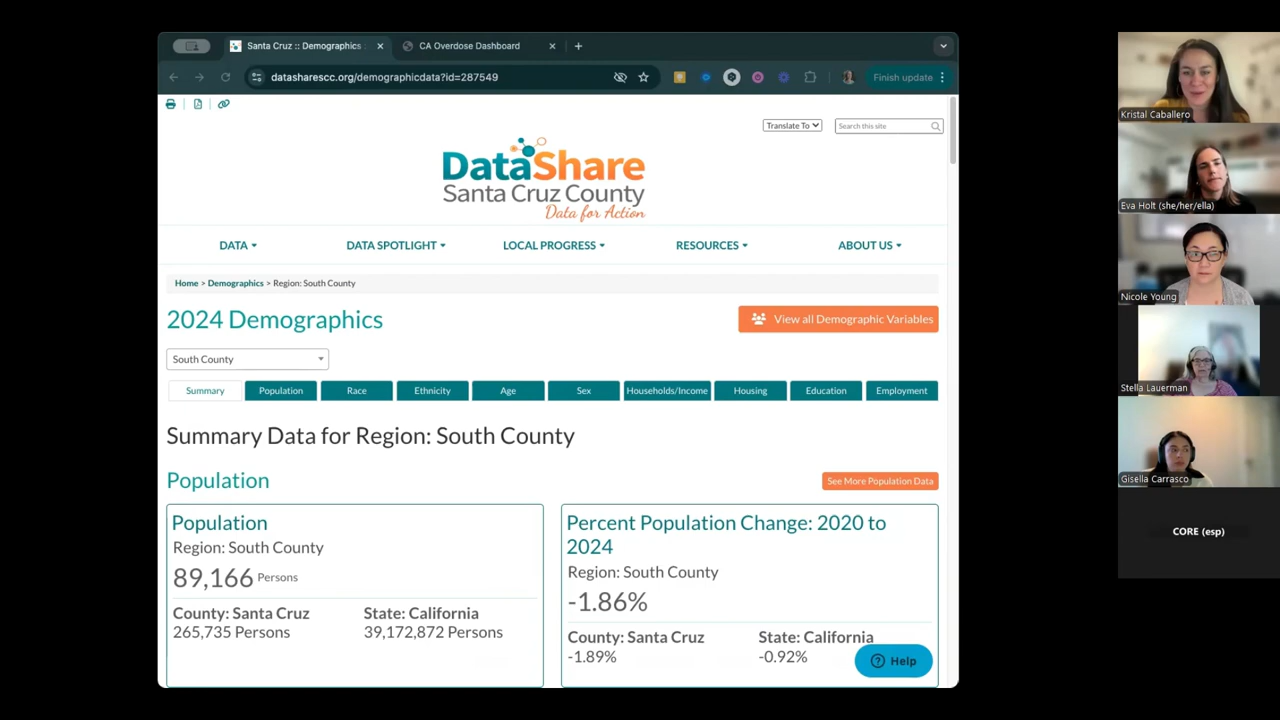 Santa Cruz :: Demographics :
CA Overdose Dashboard
datasharescc.org/demographicdata?id=287549
Finish update
Translate To
Search this site
DataShare
Santa Cruz County
Data for Action
DATA
DATA SPOTLIGHT
LOCAL PROGRESS
RESOURCES
ABOUT US
Home > Demographics > Region: South County
2024 Demographics
View all Demographic Variables
South County
Summary
Population
Race
Ethnicity
Age
Sex
Households/Income
Housing
Education
Employment
Summary Data for Region: South County
Population
See More Population Data
Population
Region: South County
89,166 Persons
County: Santa Cruz
265,735 Persons
State: California
39,172,872 Persons
Percent Population Change: 2020 to
2024
Region: South County
-1.86%
County: Santa Cruz
-1.89%
State: California
-0.92%
Help
Kristal Caballero
Eva Holt (she/her/ella)
Nicole Young
Stella Lauerman
Gisella Carrasco
CORE (esp)